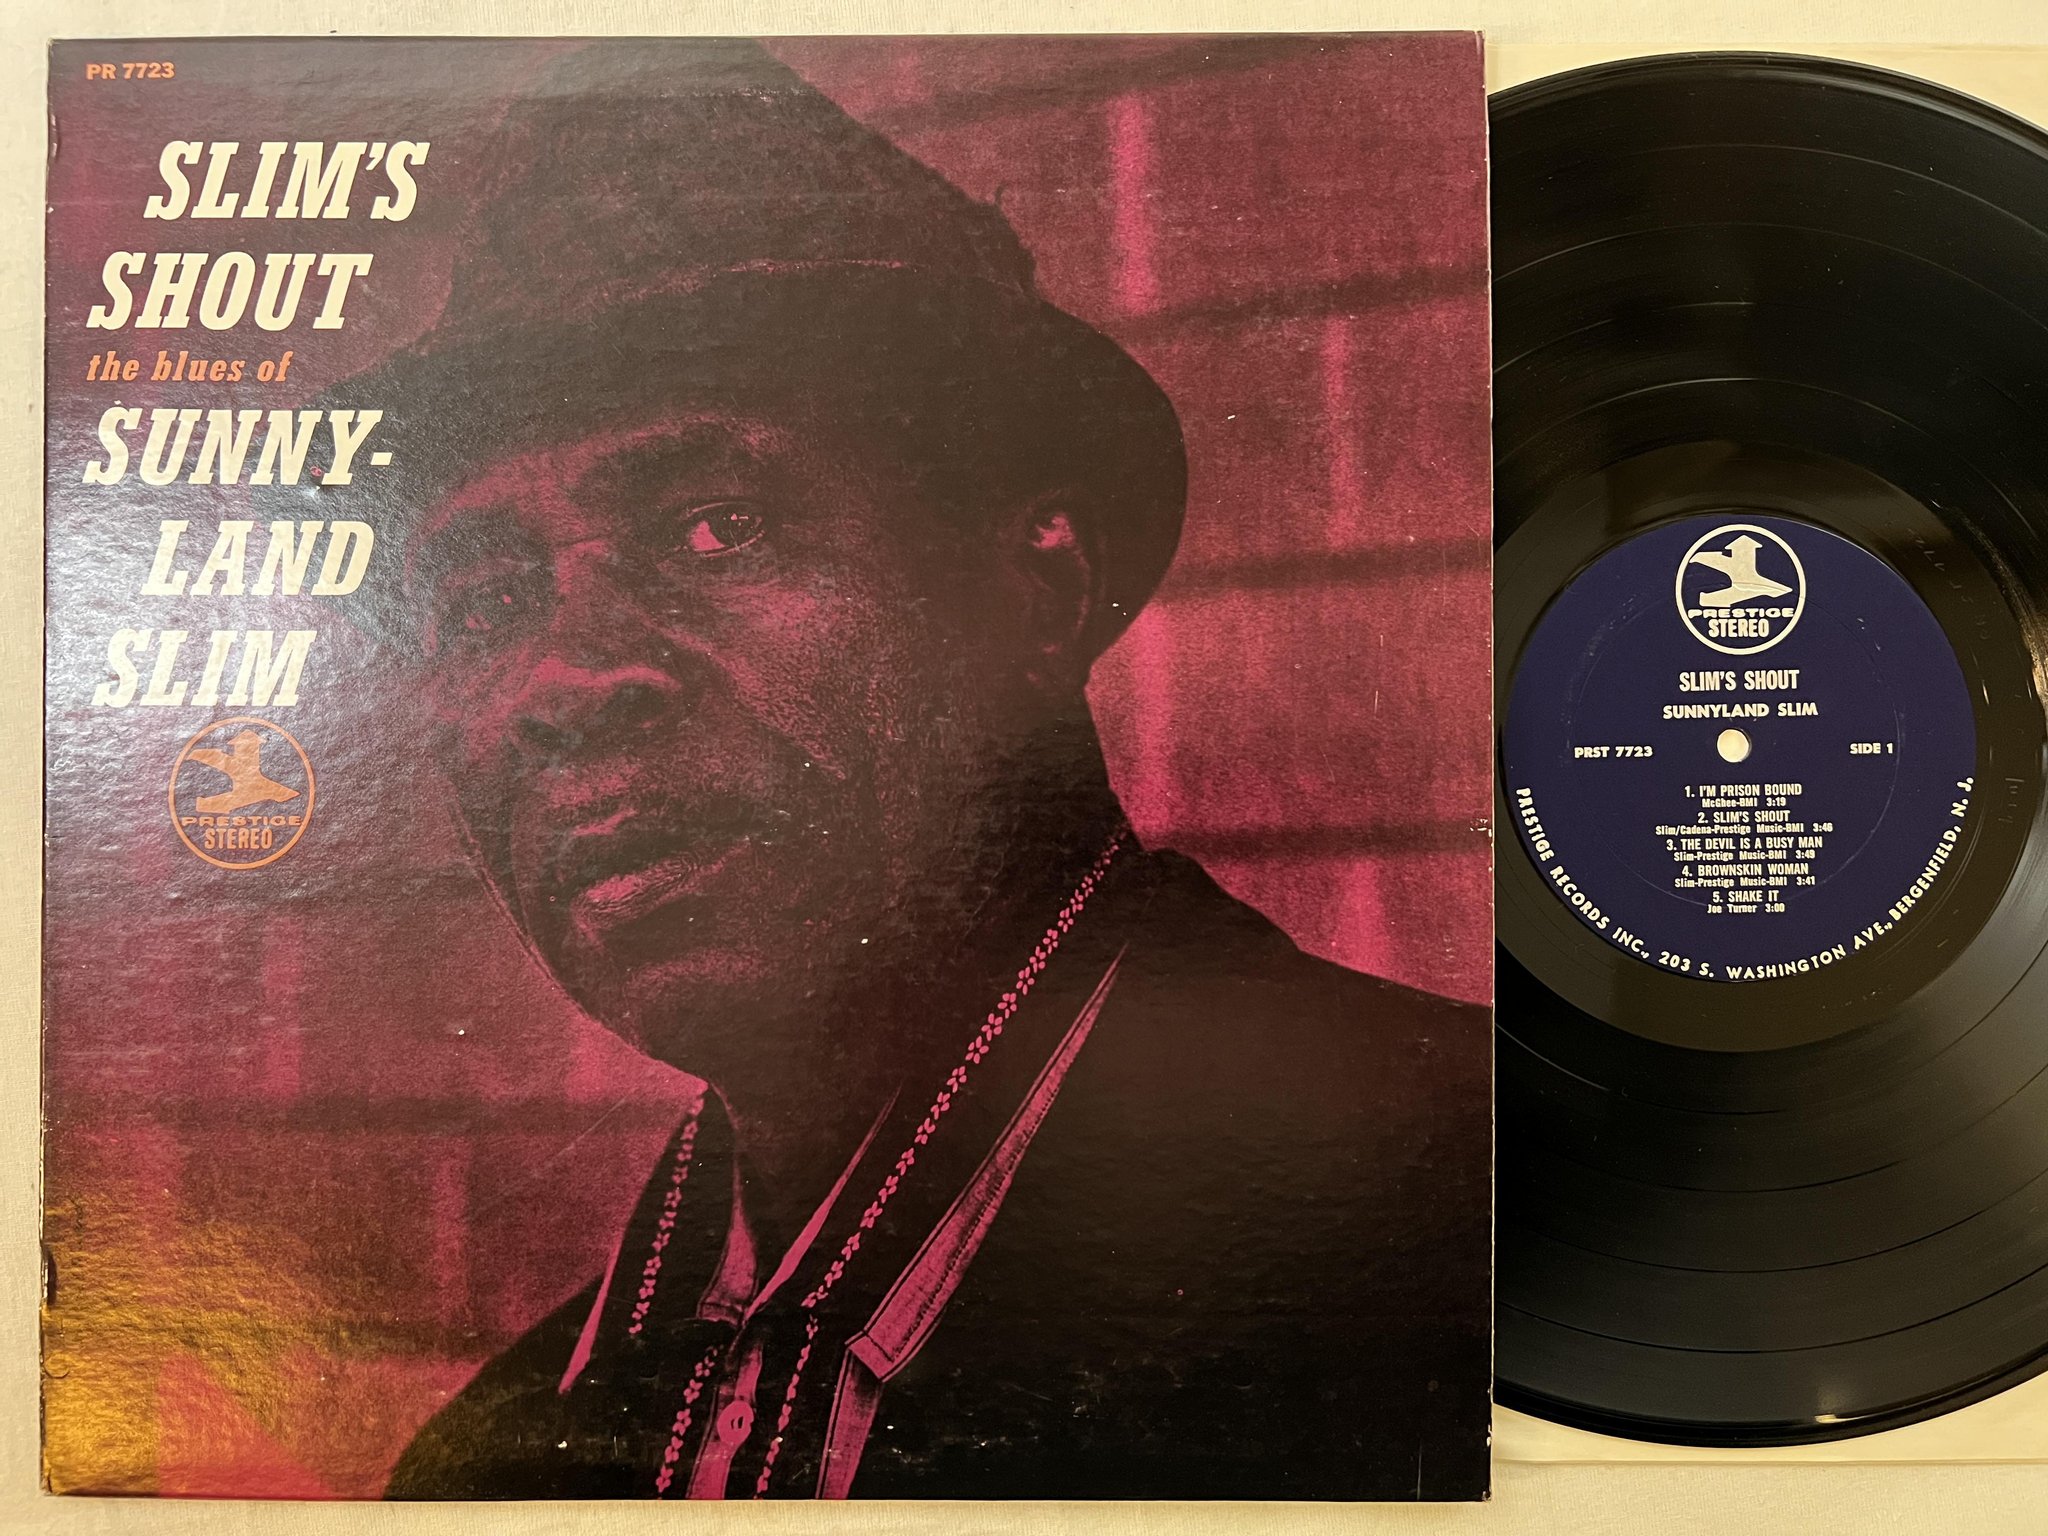 PR 7723
SLIM'S
SHOUT
the blues of
SUNNY-
LAND
SLIM
PRESTIGE
STEREO
PRESTIGE
STEREO
SLIM'S SHOUT
SUNNYLAND SLIM
PRST 7723 SIDE 1
1. I'M PRISON BOUND
McGhee-BMI 3:19
2. SLIM'S SHOUT
Slim/Cadena-Prestige Music-BMI 3:46
3. THE DEVIL IS A BUSY MAN
Slim-Prestige Music-BMI 3:49
4. BROWNSKIN WOMAN
Slim-Prestige Music-BMI 3:41
5. SHAKE IT
Joe Turner 3:00
PRESTIGE RECORDS INC., 203 S. WASHINGTON AVE., BERGENFIELD, N. J.